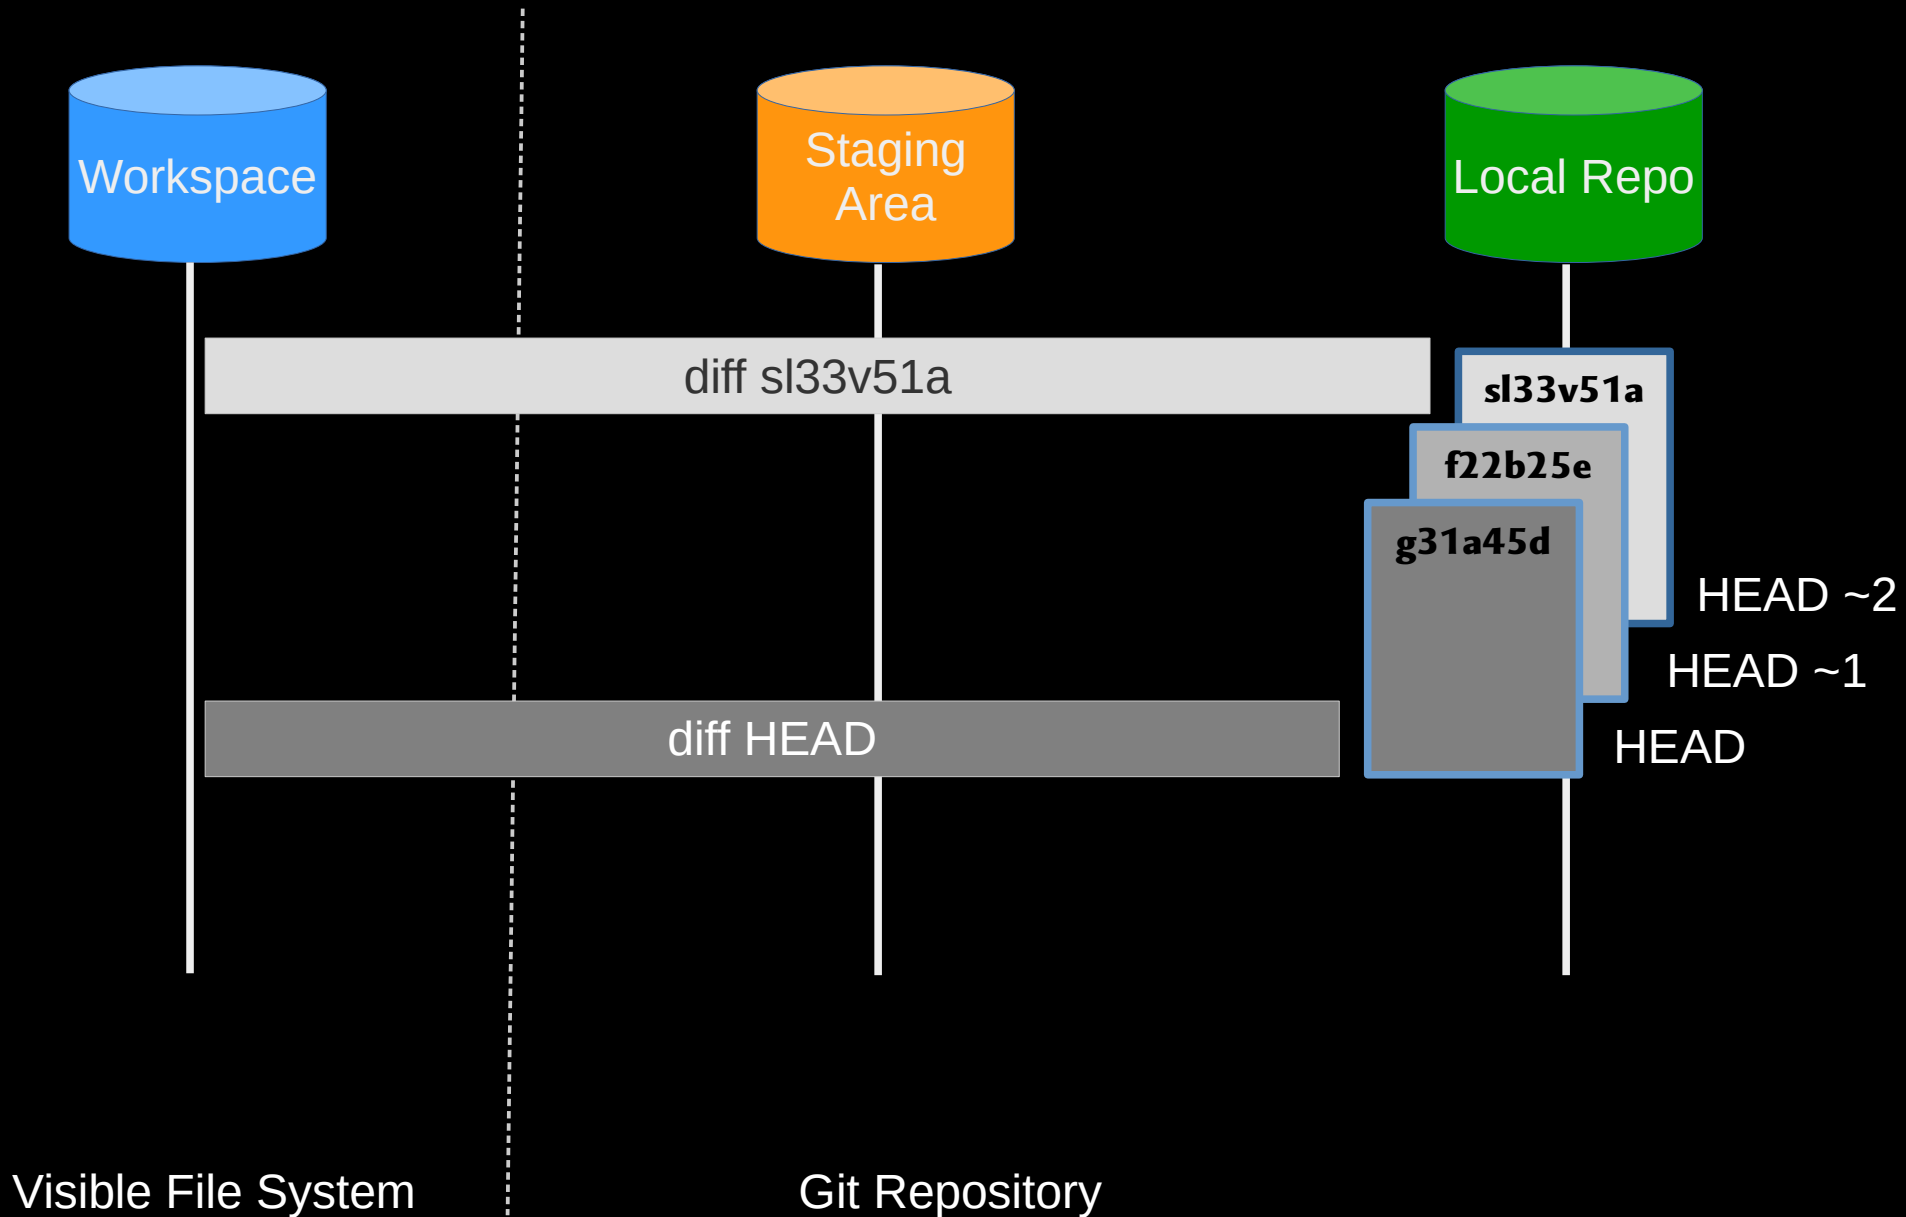 Workspace
Staging
Area
Local Repo
diff sl33v51a
sl33v51a
f22b25e
g31a45d
HEAD ~2
HEAD ~1
diff HEAD
HEAD
Visible File System
Git Repository